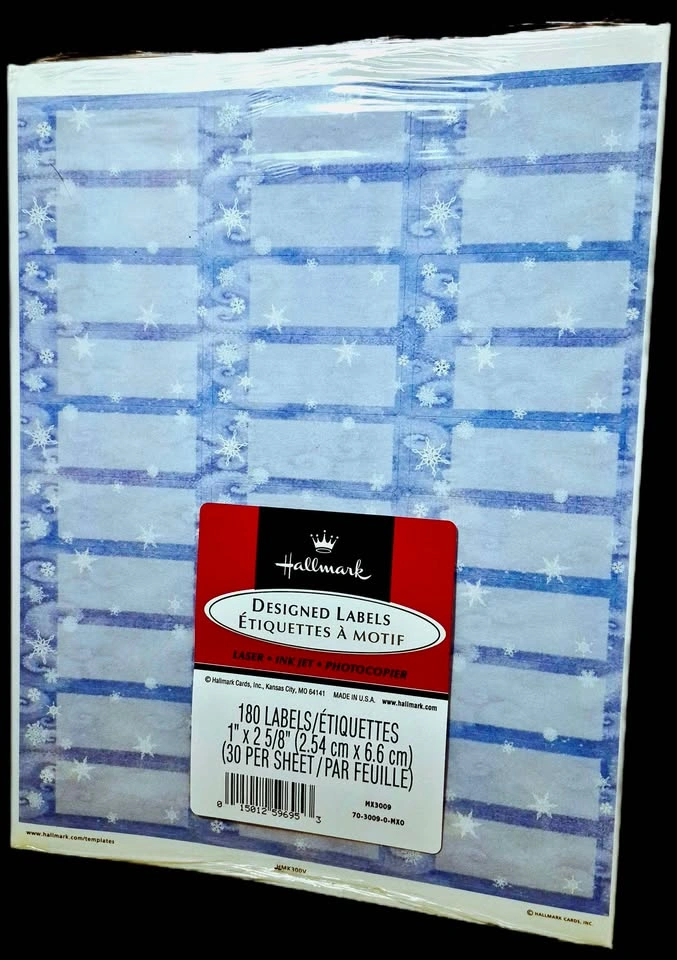 Hallmark
DESIGNED LABELS
ÉTIQUETTES À MOTIF
LASER • INK JET • PHOTOCOPIER
© Hallmark Cards, Inc., Kansas City, MO 64141 MADE IN U.S.A. www.hallmark.com
180 LABELS/ÉTIQUETTES
1" x 2 5/8" (2.54 cm x 6.6 cm)
(30 PER SHEET/PAR FEUILLE)
MX3009
0 15012 59695 3
70-3009-0-MX0
www.hallmark.com/templates
© HALLMARK CARDS, INC.